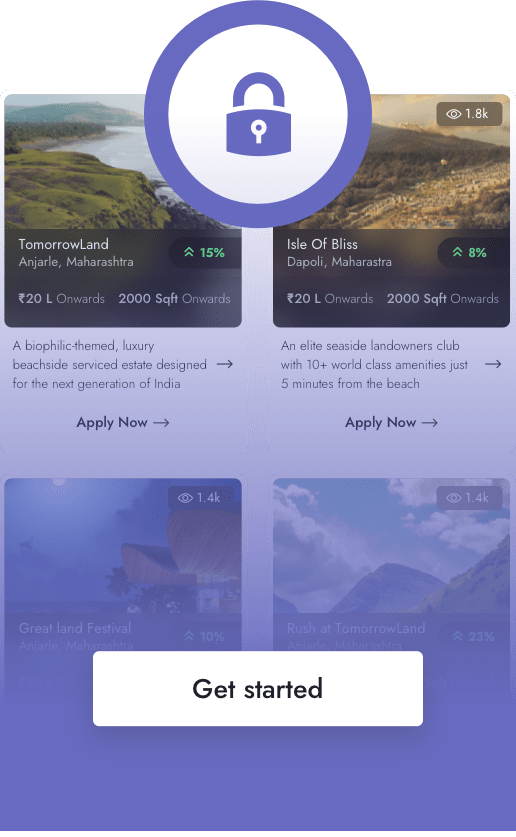 1.8k
TomorrowLand
Anjarle, Maharashtra
15%
₹20 L Onwards 2000 Sqft Onwards
Isle Of Bliss
Dapoli, Maharastra
8%
₹20 L Onwards 2000 Sqft Onwards
A biophilic-themed, luxury
beachside serviced estate designed
for the next generation of India
Apply Now
An elite seaside landowners club
with 10+ world class amenities just
5 minutes from the beach
Apply Now
1.4k
Great land Festival
Anjarle, Maharashtra
10%
1.4k
Rush at TomorrowLand
Anjarle, Maharashtra
23%
Get started